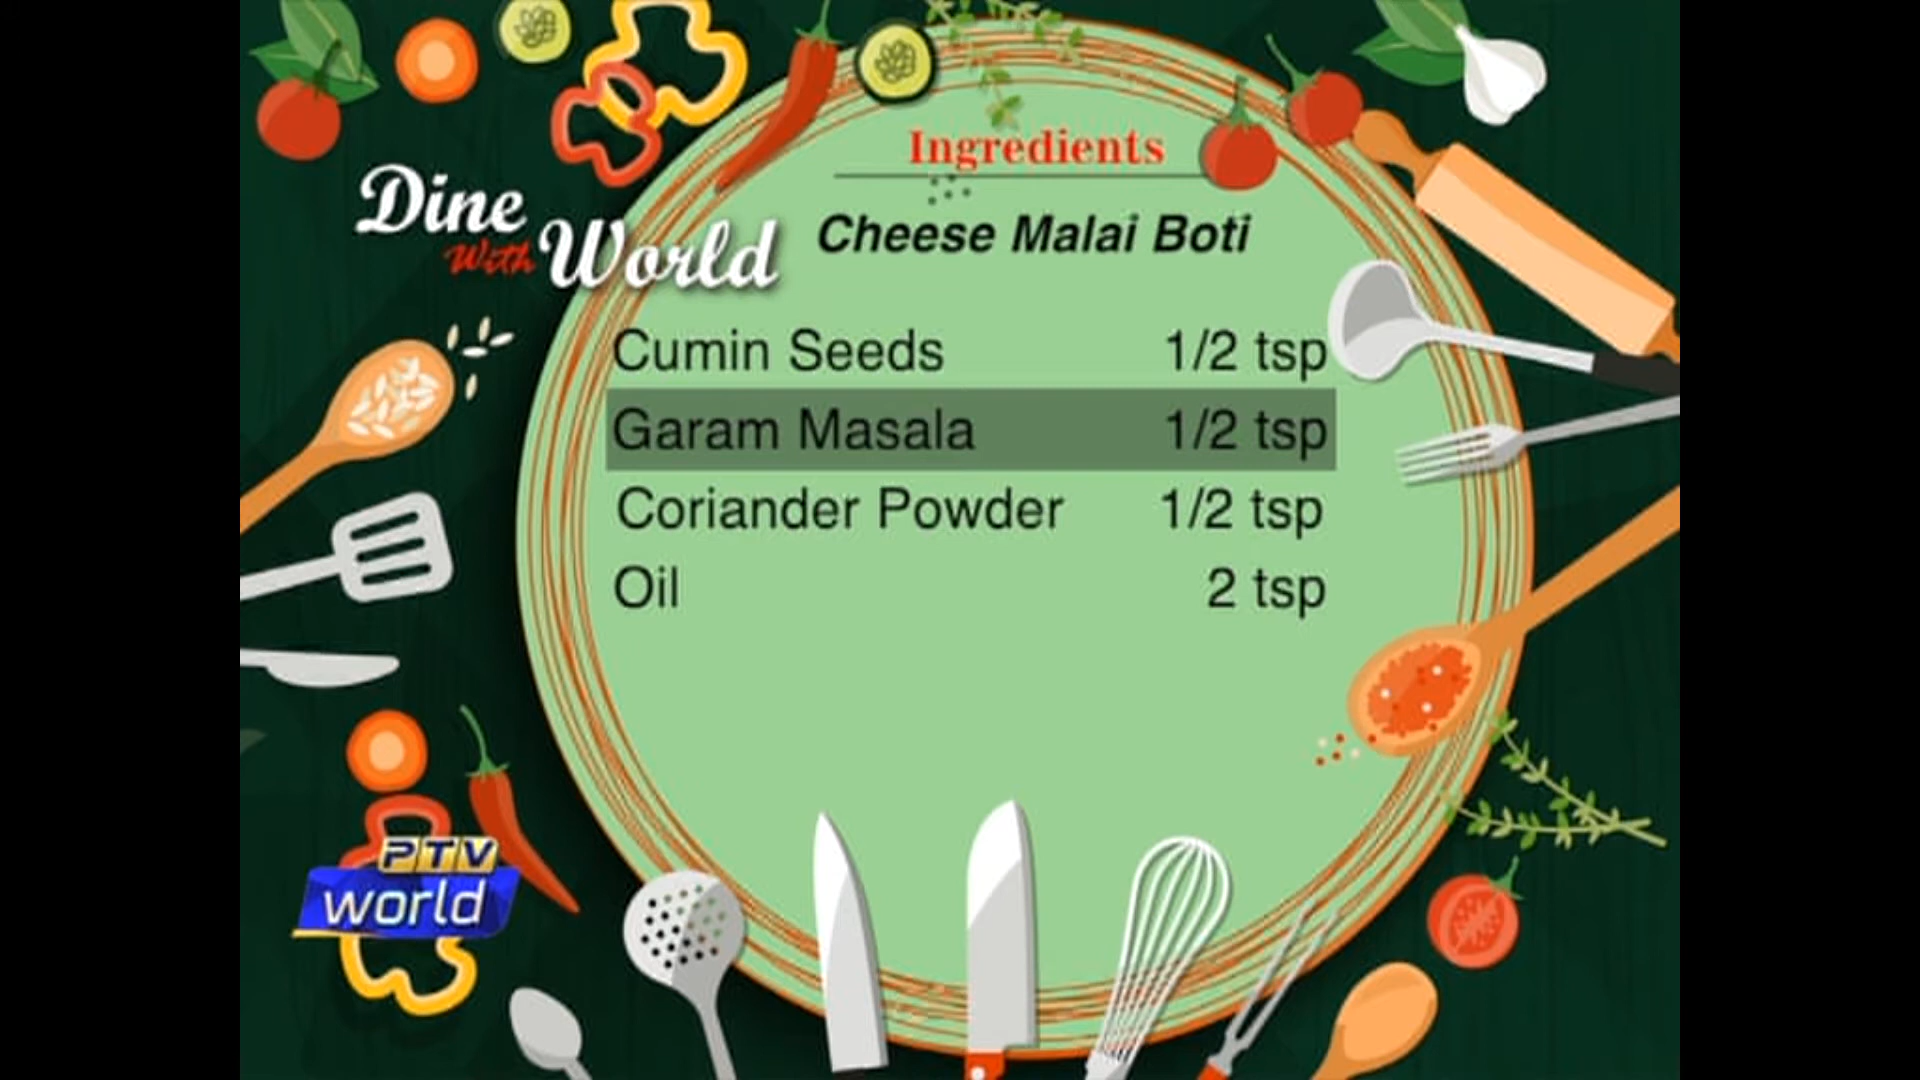 Ingredients
Dine
With World
Cheese Malai Boti
Cumin Seeds 1/2 tsp
Garam Masala 1/2 tsp
Coriander Powder 1/2 tsp
Oil 2 tsp
PTV
world